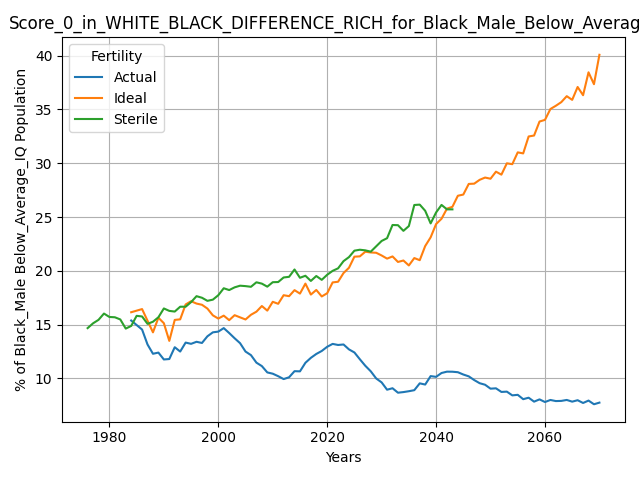 Score_0_in_WHITE_BLACK_DIFFERENCE_RICH_for_Black_Male_Below_Averag
% of Black_Male Below_Average_IQ Population
Fertility
Actual
Ideal
Sterile
40
35
30
25
20
15
10
1980 2000 2020 2040 2060
Years